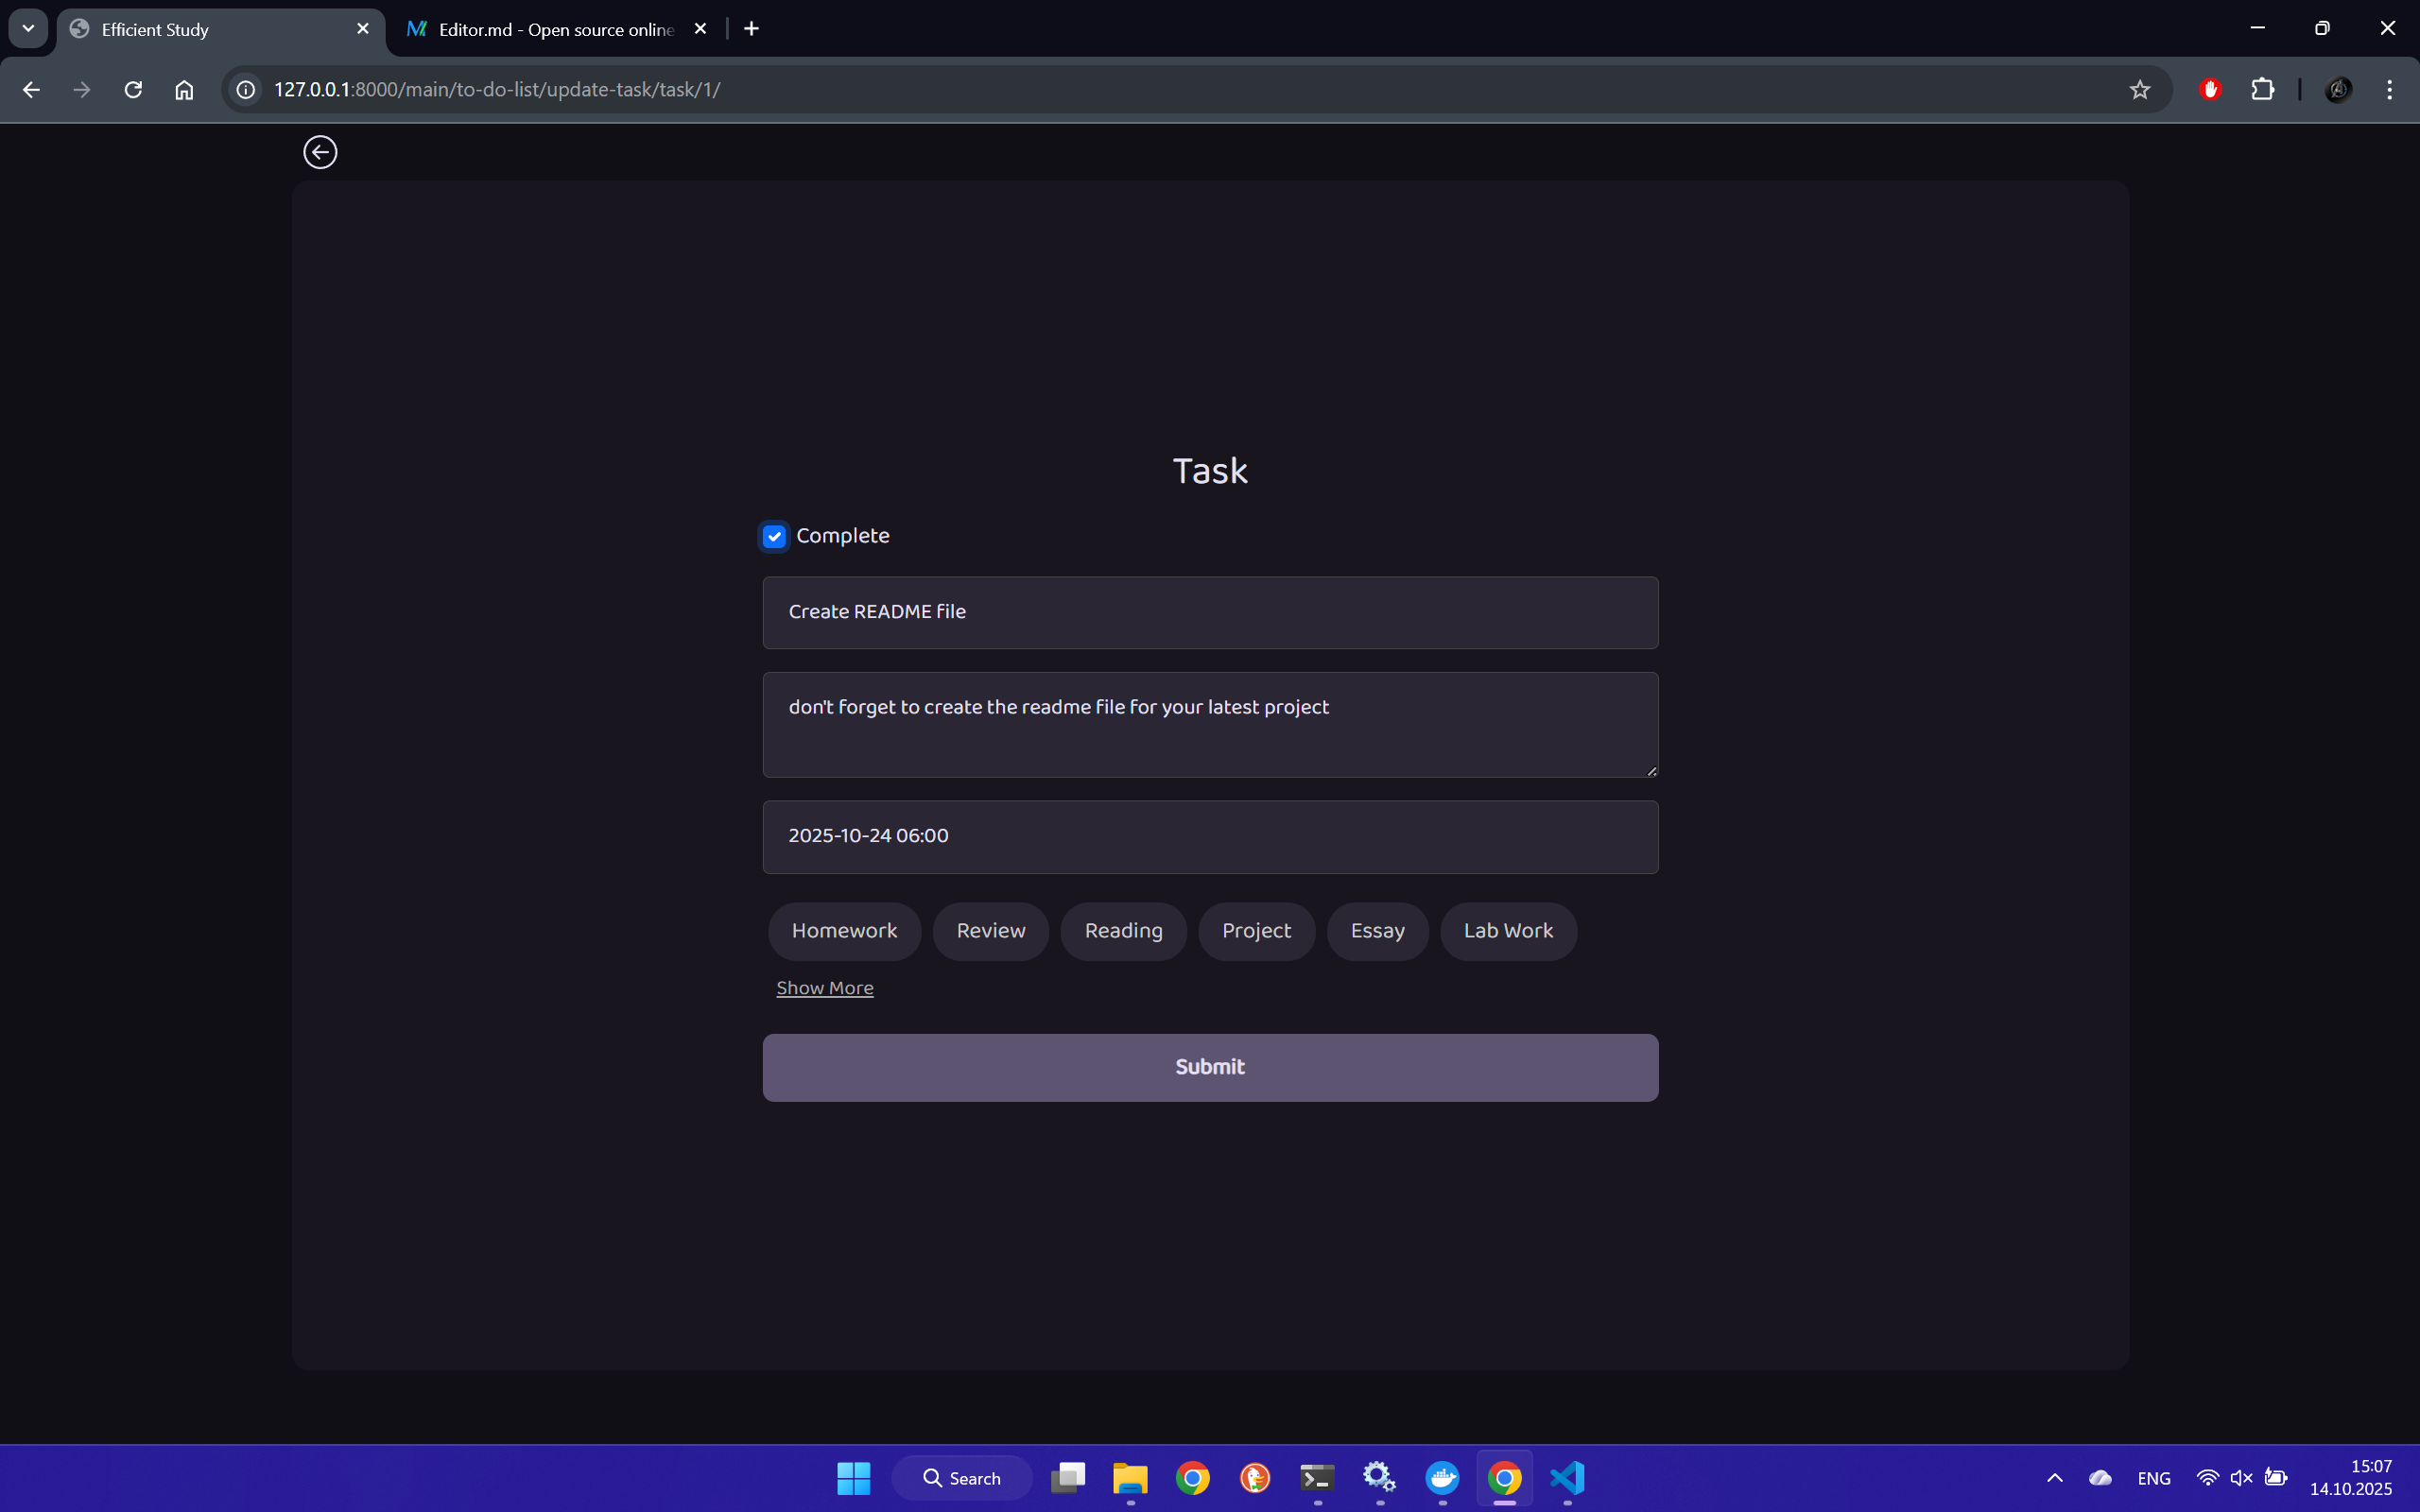 Efficient Study
Editor.md - Open source online
127.0.0.1:8000/main/to-do-list/update-task/task/1/
Task
Complete
Create README file
don't forget to create the readme file for your latest project
2025-10-24 06:00
Homework Review Reading Project Essay Lab Work
Show More
Submit
Search
ENG
15:07
14.10.2025